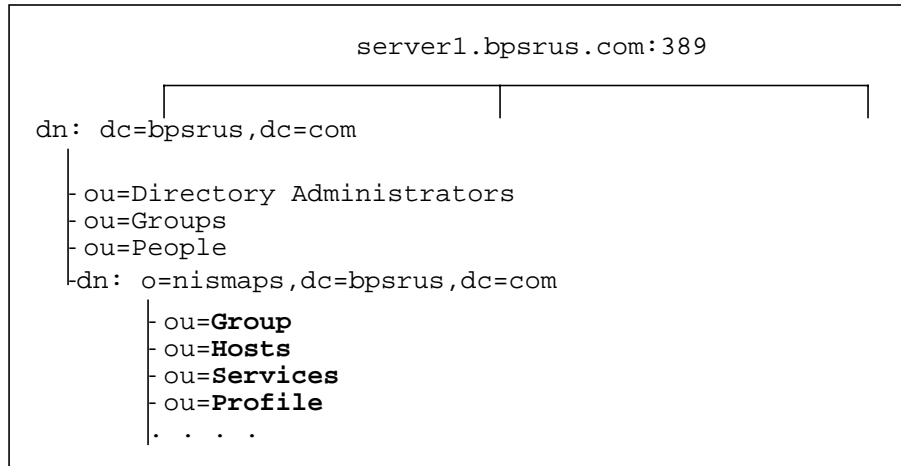 server1.bpsrus.com:389
dn: dc=bpsrus,dc=com
ou=Directory Administrators
ou=Groups
ou=People
dn: o=nismaps,dc=bpsrus,dc=com
ou=Group
ou=Hosts
ou=Services
ou=Profile
. . . .